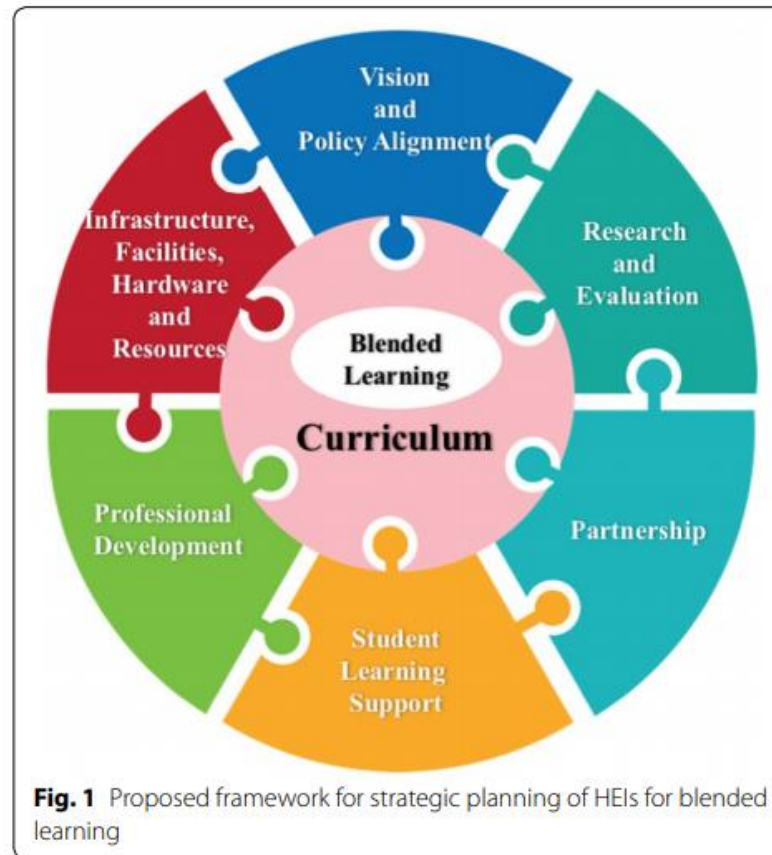 Vision
and
Policy Alignment
Infrastructure,
Facilities,
Hardware
and
Resources
Research
and
Evaluation
Blended
Learning
Curriculum
Professional
Development
Partnership
Student
Learning
Support
Fig. 1 Proposed framework for strategic planning of HEIs for blended
learning